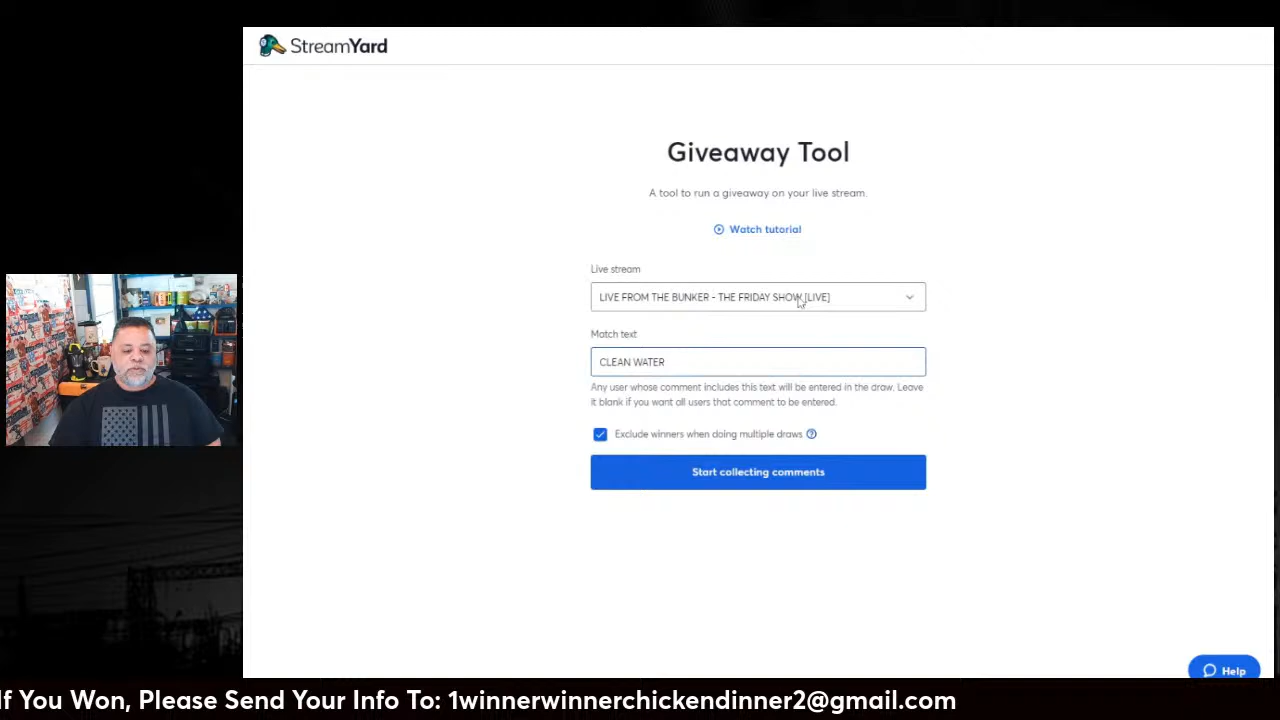 StreamYard
Giveaway Tool
A tool to run a giveaway on your live stream.
Watch tutorial
Live stream
LIVE FROM THE BUNKER - THE FRIDAY SHOW [LIVE]
Match text
CLEAN WATER
Any user whose comment includes this text will be entered in the draw. Leave
it blank if you want all users that comment to be entered.
Exclude winners when doing multiple draws
Start collecting comments
Help
If You Won, Please Send Your Info To: 1winnerwinnerchickendinner2@gmail.com